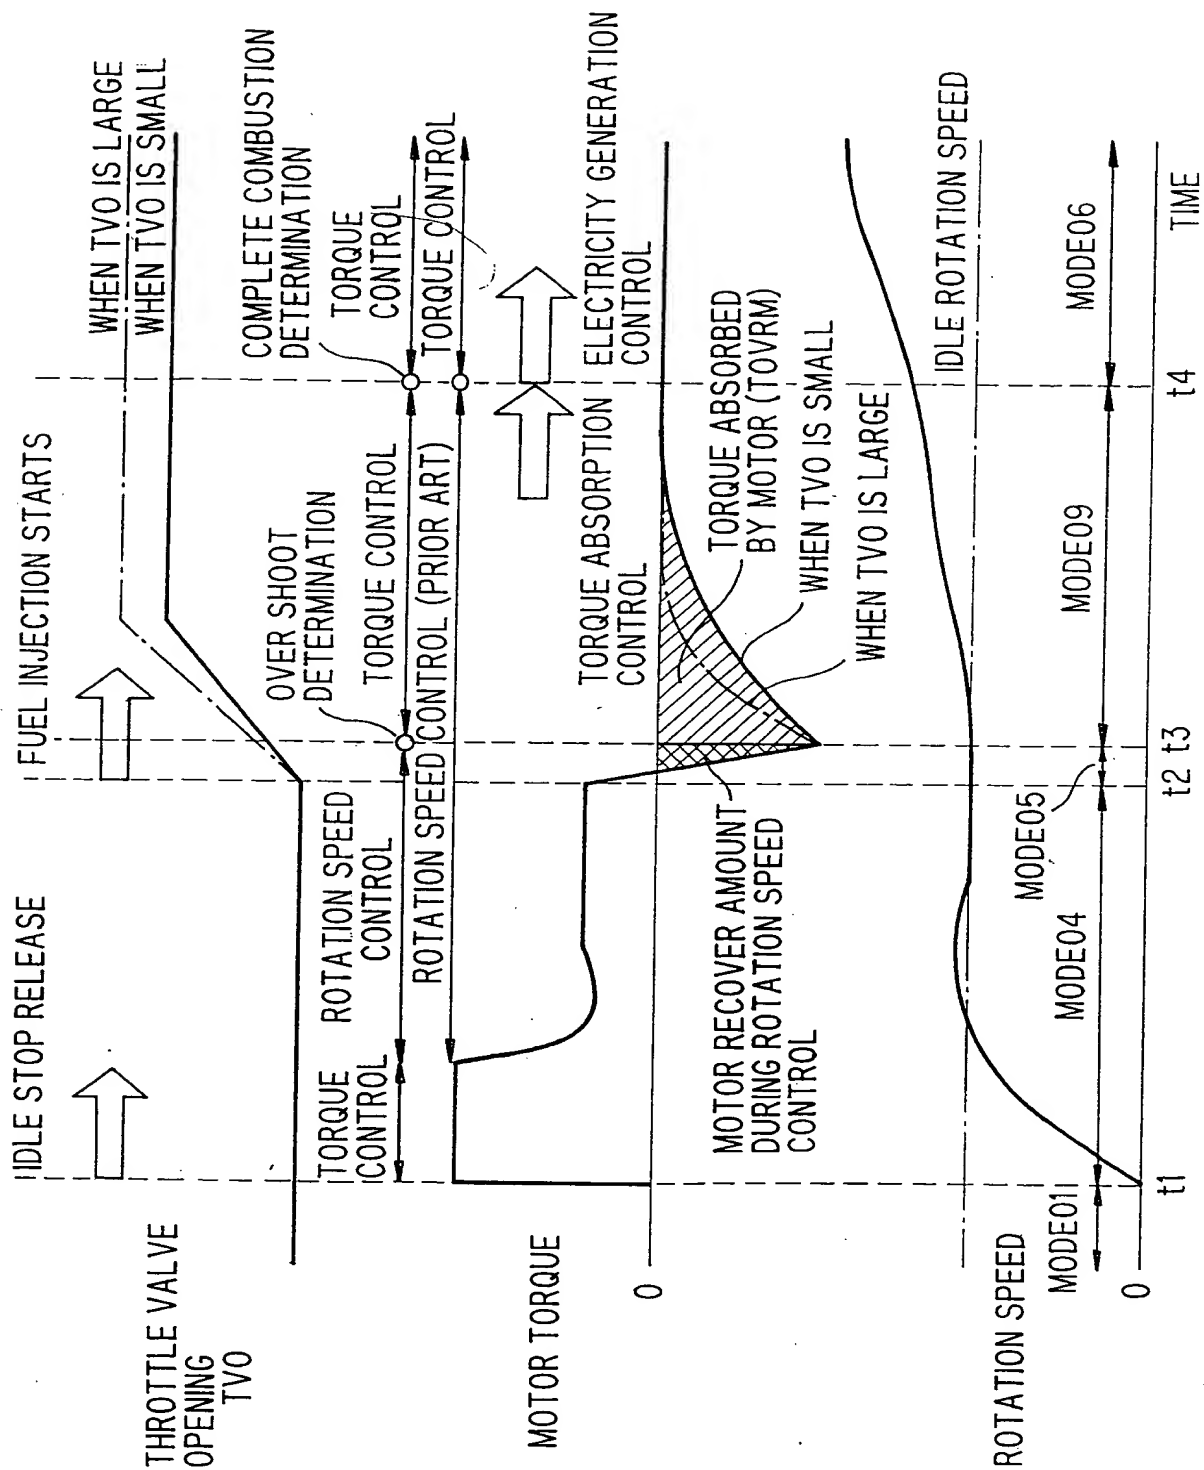 IDLE STOP RELEASE
FUEL INJECTION STARTS
THROTTLE VALVE
OPENING
TVO
WHEN TVO IS LARGE
WHEN TVO IS SMALL
OVER SHOOT
DETERMINATION
COMPLETE COMBUSTION
DETERMINATION
TORQUE
CONTROL
ROTATION SPEED
CONTROL
TORQUE CONTROL
TORQUE
CONTROL
ROTATION SPEED CONTROL (PRIOR ART)
TORQUE CONTROL
MOTOR TORQUE
0
TORQUE ABSORPTION
CONTROL
ELECTRICITY GENERATION
CONTROL
MOTOR RECOVER AMOUNT
DURING ROTATION SPEED
CONTROL
TORQUE ABSORBED
BY MOTOR (TOVRM)
WHEN TVO IS SMALL
WHEN TVO IS LARGE
IDLE ROTATION SPEED
ROTATION SPEED
MODE01
MODE04
MODE05
MODE09
MODE06
0
t1
t2
t3
t4
TIME